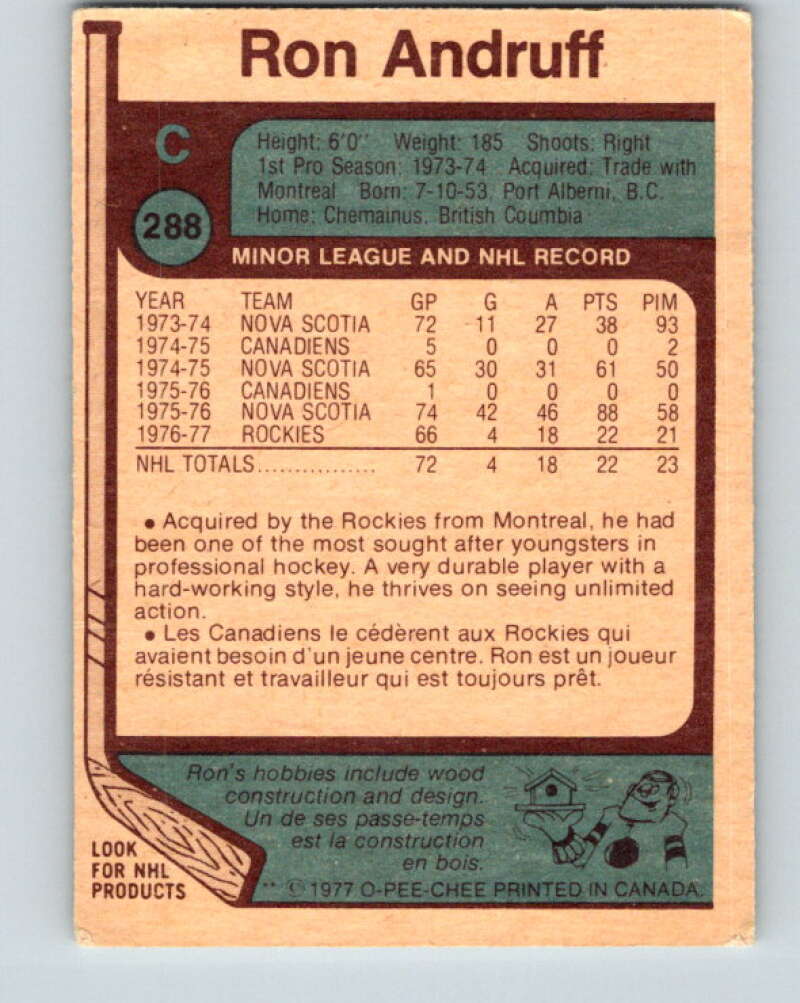 Ron Andruff
C
288
Height: 6'0'' Weight: 185 Shoots: Right
1st Pro Season: 1973-74 Acquired: Trade with
Montreal Born: 7-10-53, Port Alberni, B.C.
Home: Chemainus, British Coumbia
MINOR LEAGUE AND NHL RECORD
YEAR TEAM GP G A PTS PIM
1973-74 NOVA SCOTIA 72 11 27 38 93
1974-75 CANADIENS 5 0 0 0 2
1974-75 NOVA SCOTIA 65 30 31 61 50
1975-76 CANADIENS 1 0 0 0 0
1975-76 NOVA SCOTIA 74 42 46 88 58
1976-77 ROCKIES 66 4 18 22 21
NHL TOTALS................ 72 4 18 22 23
• Acquired by the Rockies from Montreal, he had
been one of the most sought after youngsters in
professional hockey. A very durable player with a
hard-working style, he thrives on seeing unlimited
action.
• Les Canadiens le cédèrent aux Rockies qui
avaient besoin d'un jeune centre. Ron est un joueur
résistant et travailleur qui est toujours prêt.
Ron's hobbies include wood
construction and design.
Un de ses passe-temps
est la construction
en bois.
LOOK
FOR NHL
PRODUCTS
** © 1977 O-PEE-CHEE PRINTED IN CANADA.